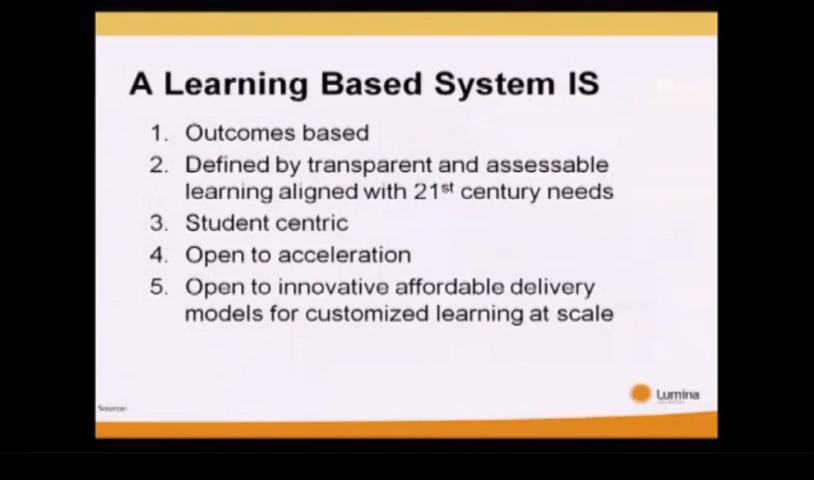 A Learning Based System IS
1. Outcomes based
2. Defined by transparent and assessable
learning aligned with 21st century needs
3. Student centric
4. Open to acceleration
5. Open to innovative affordable delivery
models for customized learning at scale
Lumina
Source: